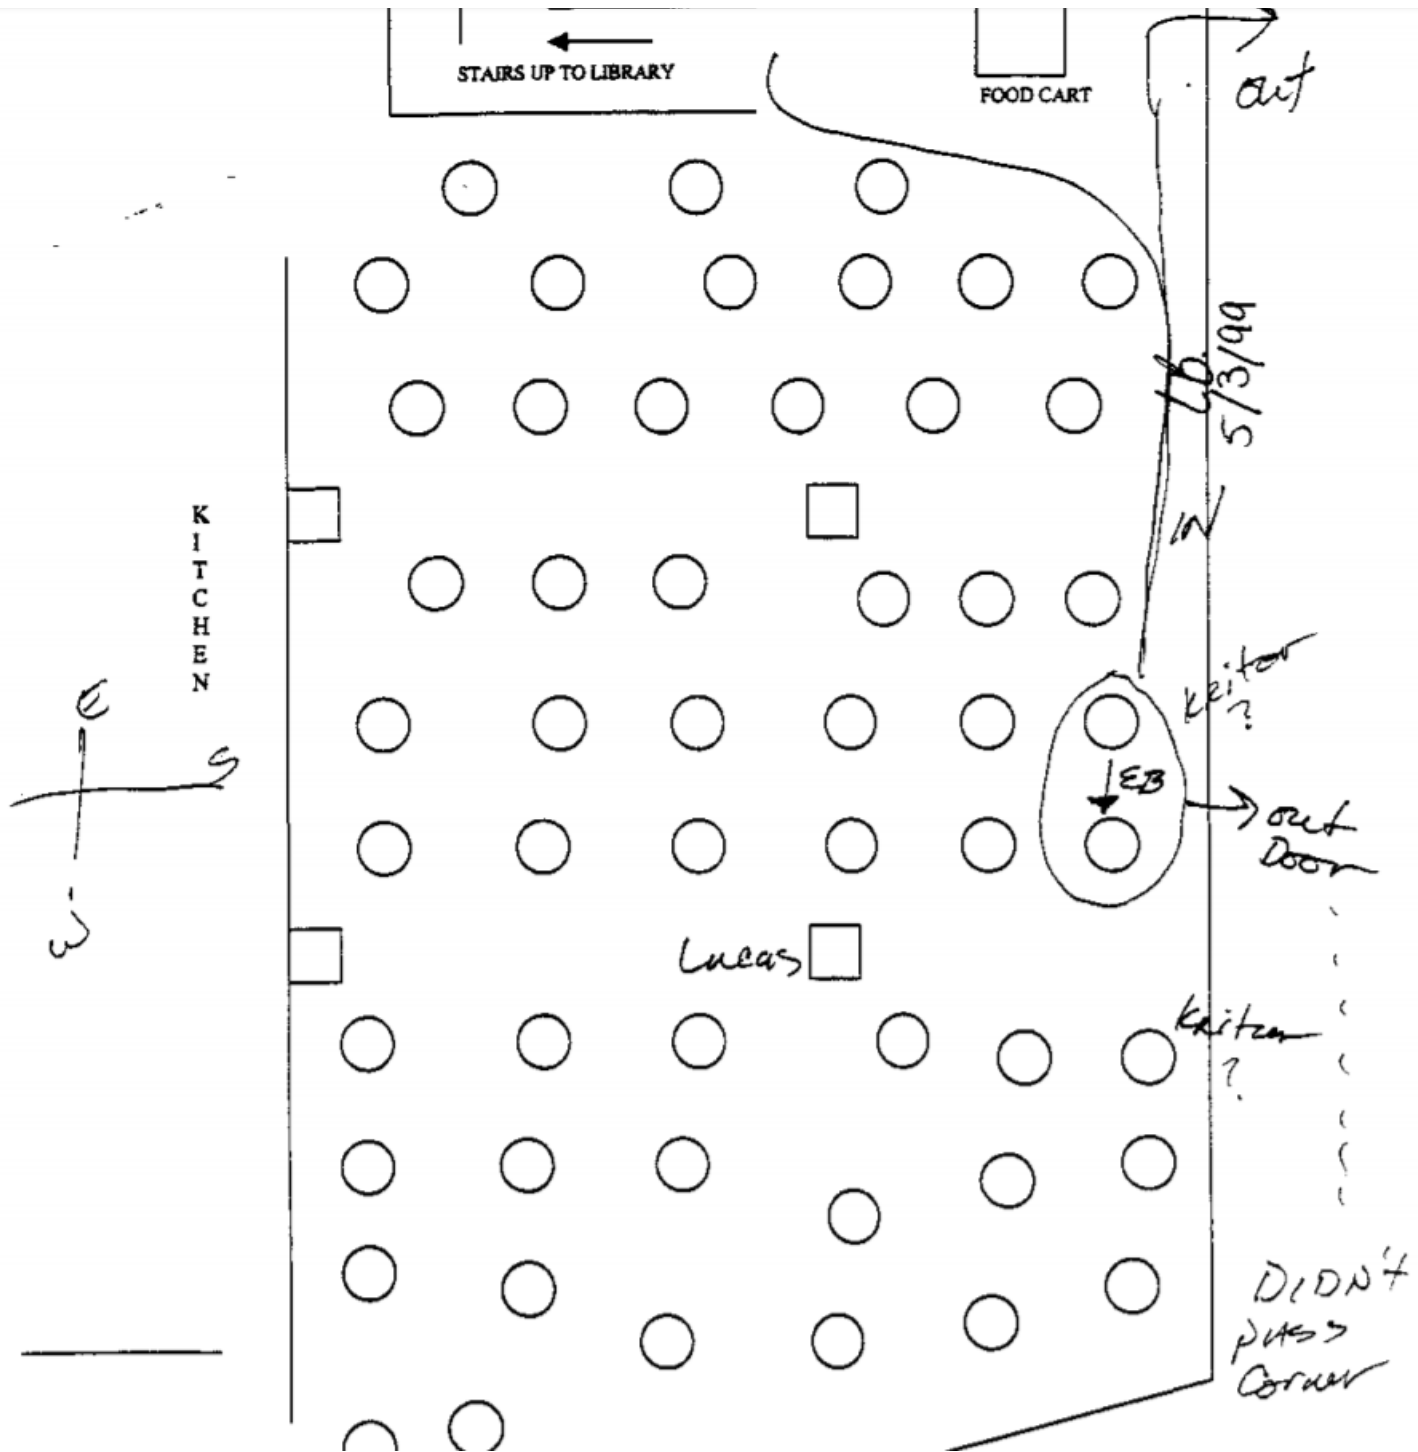 STAIRS UP TO LIBRARY
FOOD CART
out
5/3/99
KITCHEN
IN
E
S
W
Kritzer
?
EB
out
Door
Lucas
?
DIDN't
pass
Corner